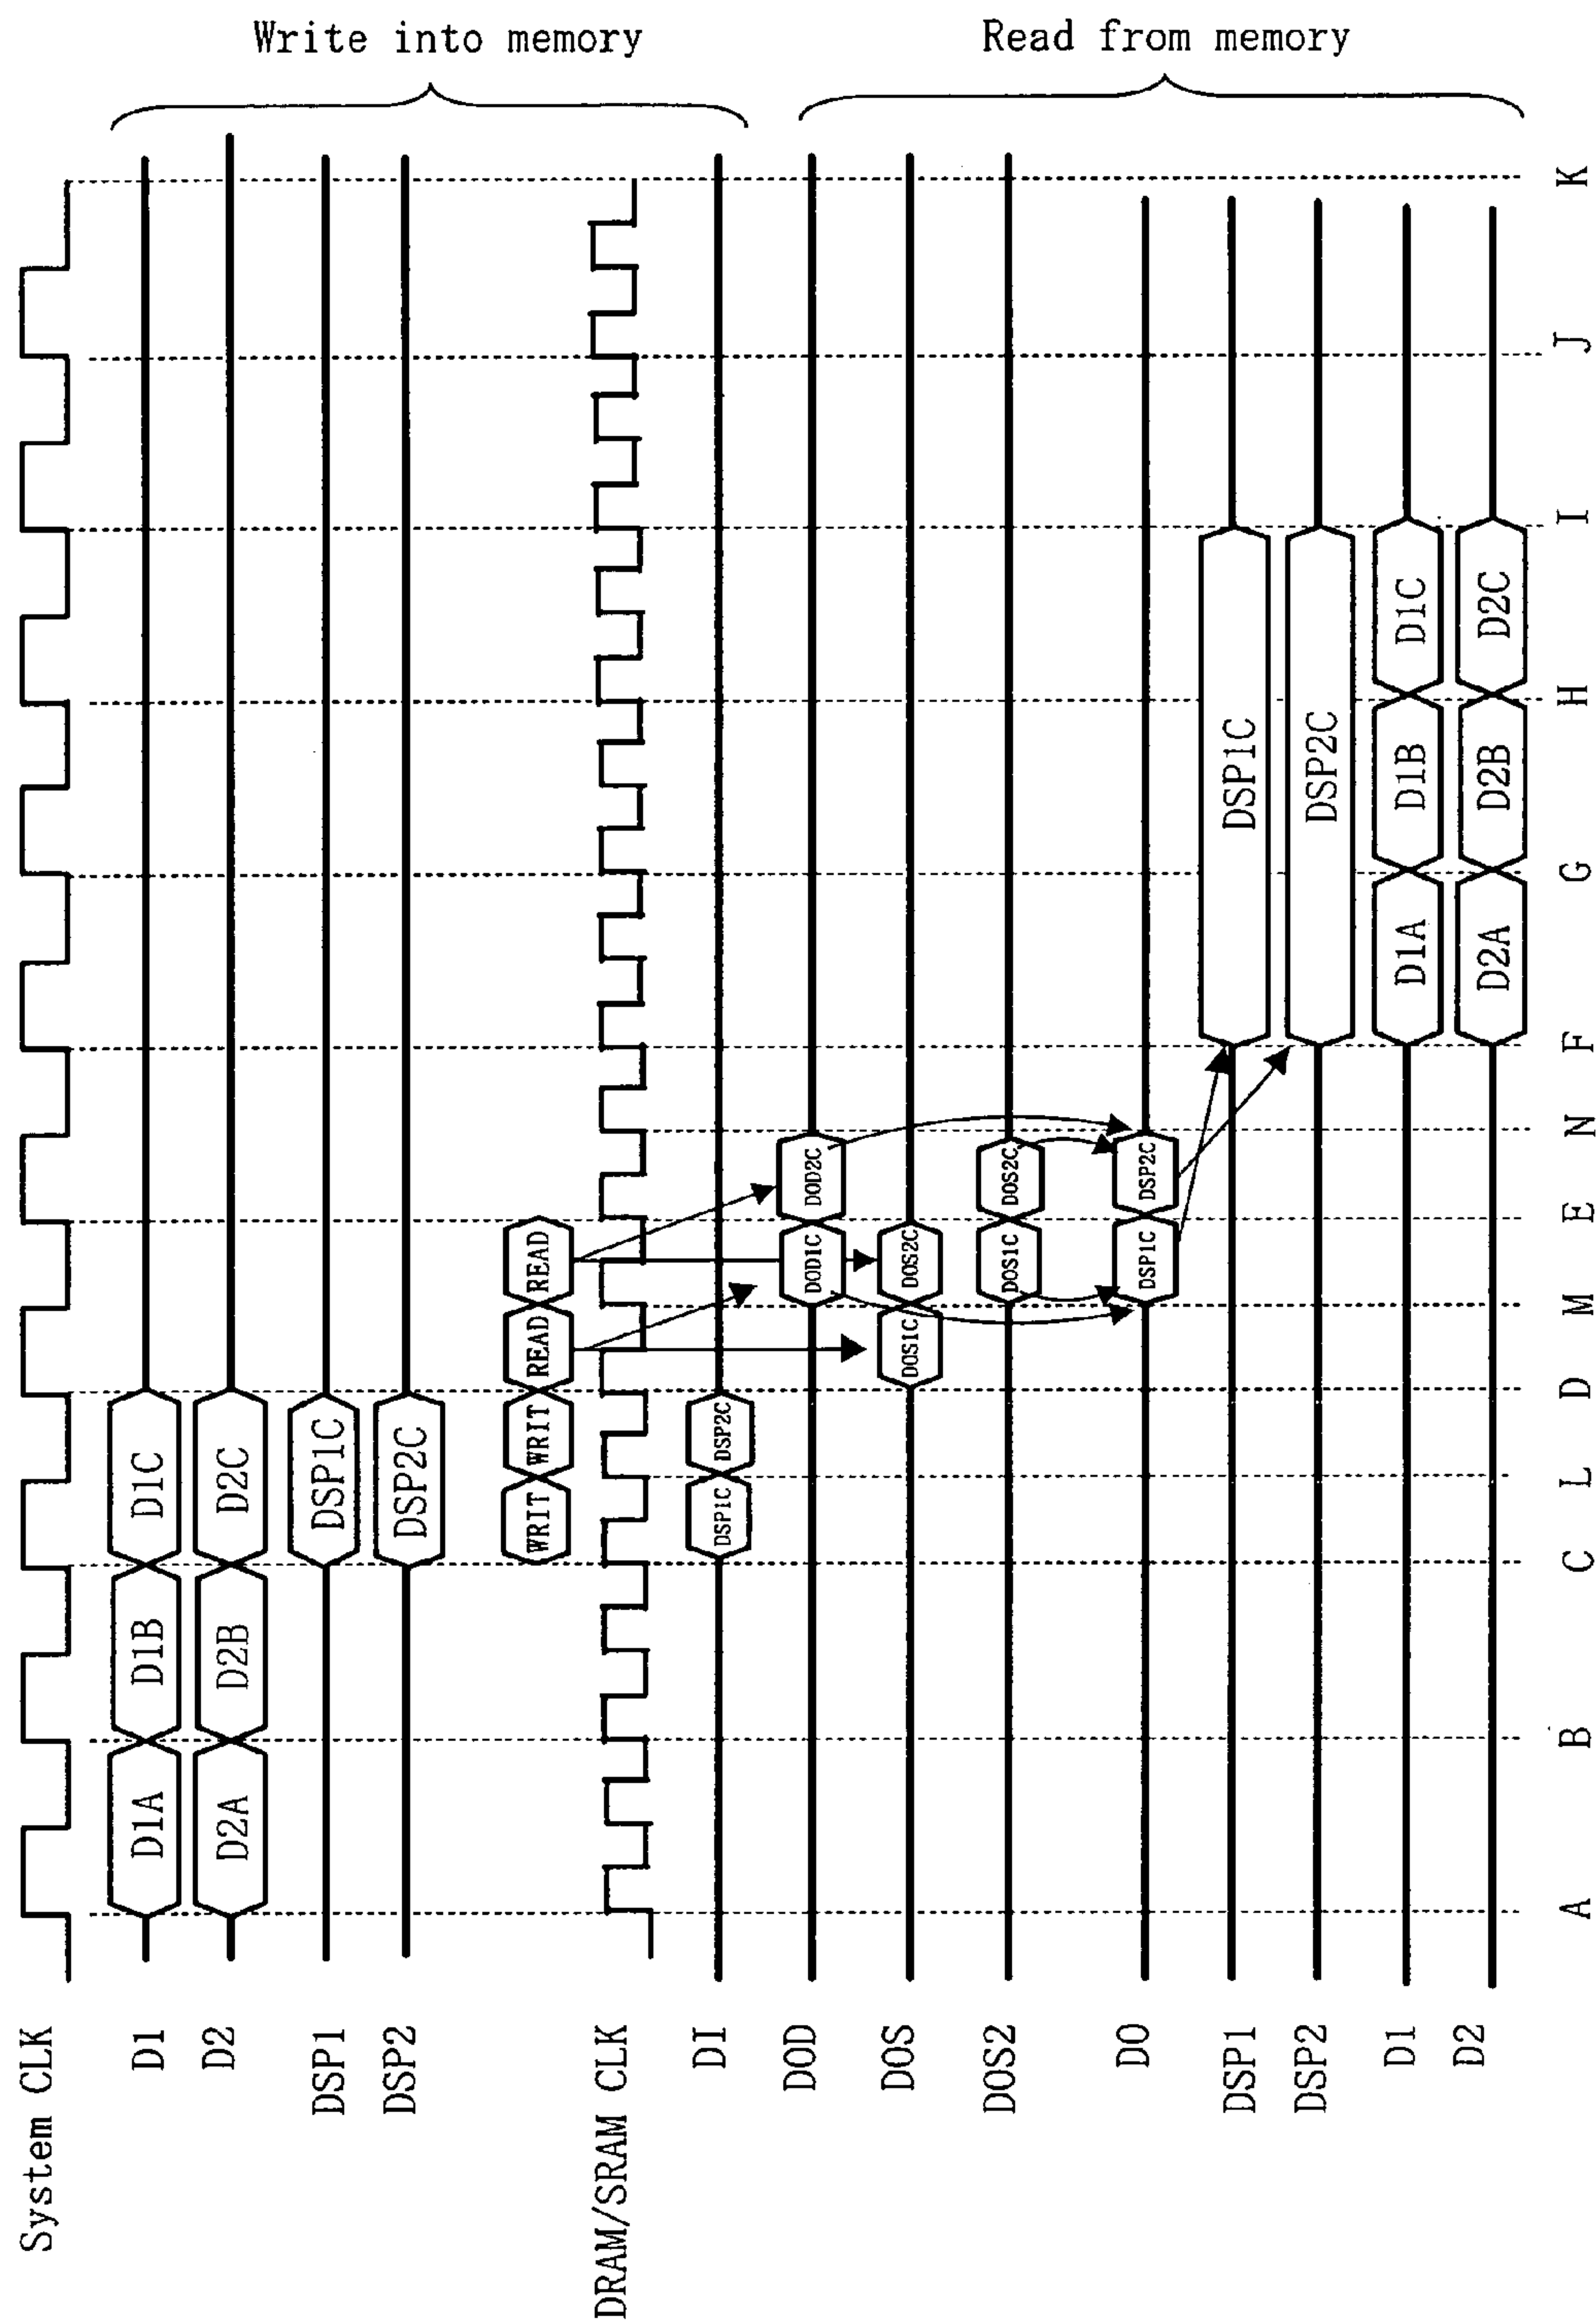 Write into memory
Read from memory
System CLK
D1 D1A D1B D1C
D2 D2A D2B D2C
DSP1 DSP1C
DSP2 DSP2C
WRIT WRIT READ READ
DRAM/SRAM CLK
DI DSP1C DSP2C
DOD DOD1C DOD2C
DOS DOS1C DOS2C
DOS2 DOS1C DOS2C
DO DSP1C DSP2C
DSP1 DSP1C
DSP2 DSP2C
D1 D1A D1B D1C
D2 D2A D2B D2C
A B C L D M E N F G H I J K